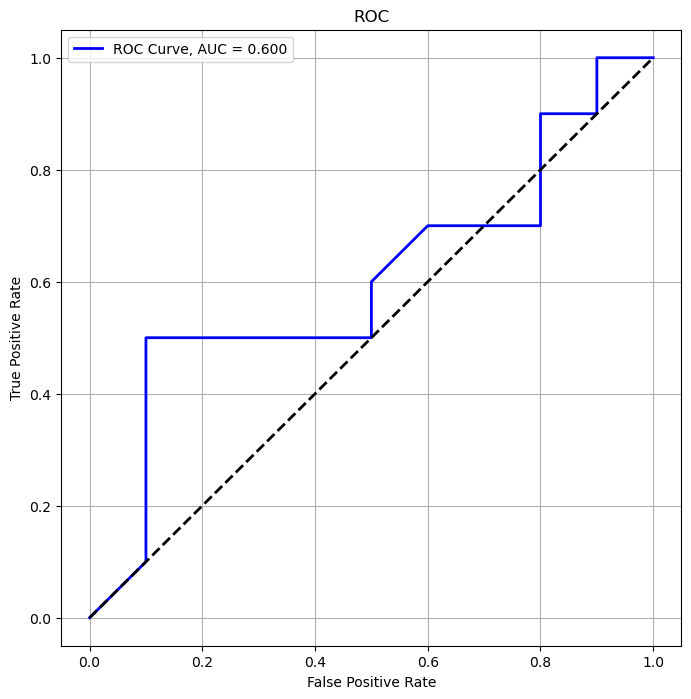 ROC
ROC Curve, AUC = 0.600
True Positive Rate
1.0
0.8
0.6
0.4
0.2
0.0
0.0 0.2 0.4 0.6 0.8 1.0
False Positive Rate